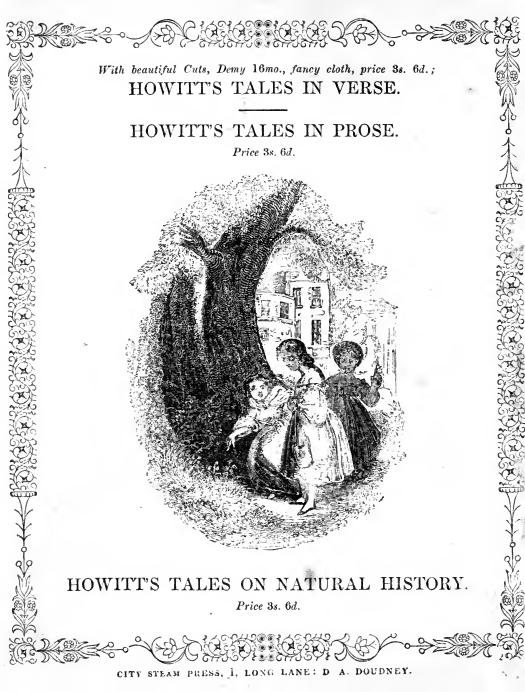 With beautiful Cuts, Demy 16mo., fancy cloth, price 3s. 6d.;
HOWITT'S TALES IN VERSE.
HOWITT'S TALES IN PROSE.
Price 3s. 6d.
HOWITT'S TALES ON NATURAL HISTORY.
Price 3s. 6d.
CITY STEAM PRESS, 1, LONG LANE: D A. DOUDNEY.